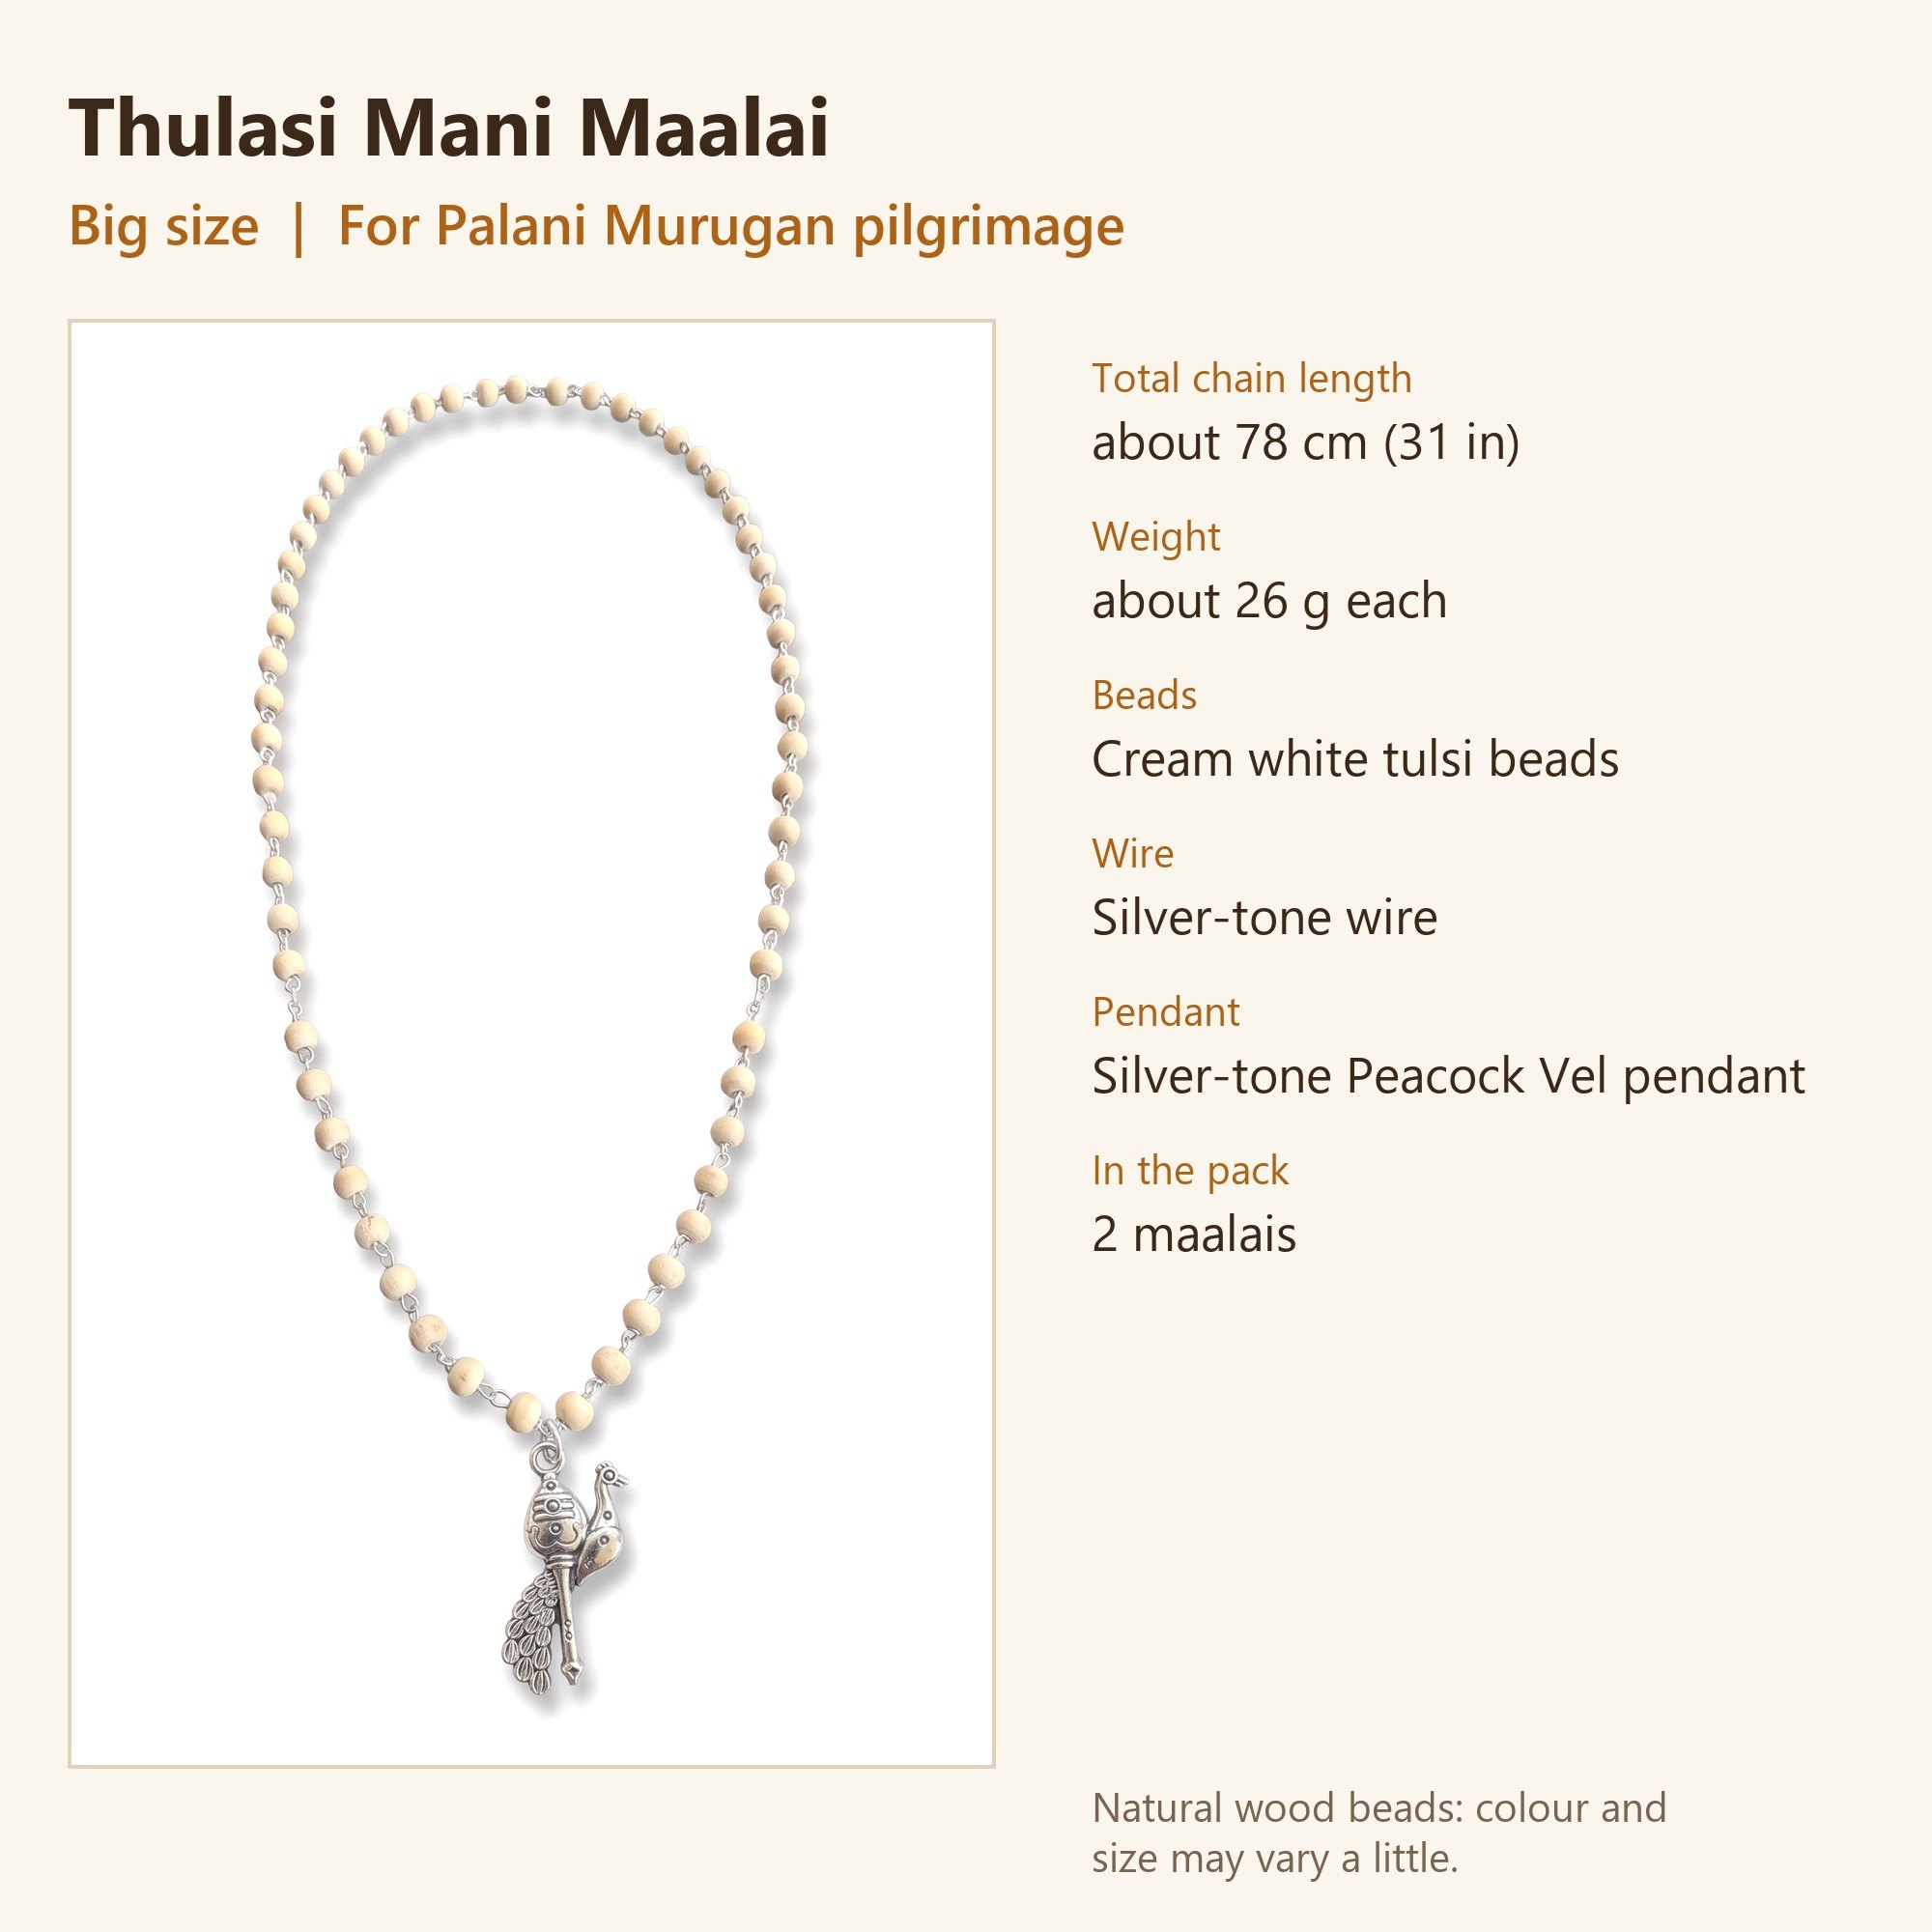 Thulasi Mani Maalai
Big size | For Palani Murugan pilgrimage
Total chain length
about 78 cm (31 in)
Weight
about 26 g each
Beads
Cream white tulsi beads
Wire
Silver-tone wire
Pendant
Silver-tone Peacock Vel pendant
In the pack
2 maalais
Natural wood beads: colour and
size may vary a little.